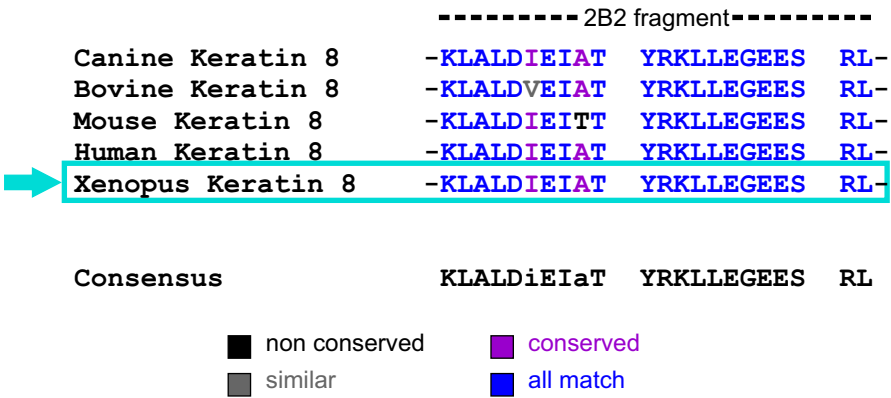 2B2 fragment
Canine Keratin 8 -KLALDIEIAT YRKLLEGEES RL-
Bovine Keratin 8 -KLALDVEIAT YRKLLEGEES RL-
Mouse Keratin 8 -KLALDIEITT YRKLLEGEES RL-
Human Keratin 8 -KLALDIEIAT YRKLLEGEES RL-
Xenopus Keratin 8 -KLALDIEIAT YRKLLEGEES RL-
Consensus KLALDiEIaT YRKLLEGEES RL
non conserved conserved
similar all match